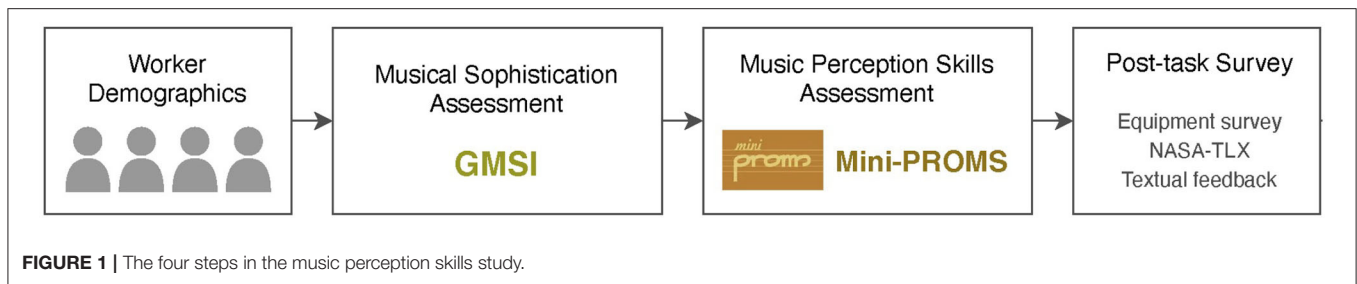 Worker
Demographics
Musical Sophistication
Assessment
GMSI
Music Perception Skills
Assessment
mini
proms
Mini-PROMS
Post-task Survey
Equipment survey
NASA-TLX
Textual feedback
FIGURE 1 | The four steps in the music perception skills study.